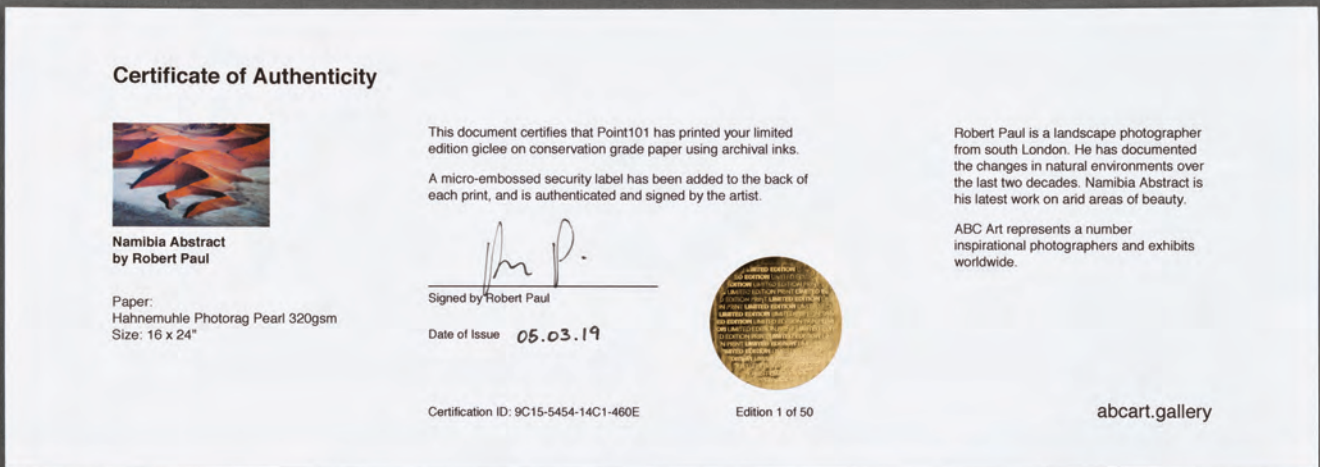 Certificate of Authenticity
Namibia Abstract
by Robert Paul
Paper:
Hahnemuhle Photorag Pearl 320gsm
Size: 16 x 24"
This document certifies that Point101 has printed your limited
edition giclee on conservation grade paper using archival inks.
A micro-embossed security label has been added to the back of
each print, and is authenticated and signed by the artist.
Signed by Robert Paul
Date of Issue 05.03.19
Certification ID: 9C15-5454-14C1-460E
LIMITED EDITION
Edition 1 of 50
Robert Paul is a landscape photographer
from south London. He has documented
the changes in natural environments over
the last two decades. Namibia Abstract is
his latest work on arid areas of beauty.
ABC Art represents a number
inspirational photographers and exhibits
worldwide.
abcart.gallery